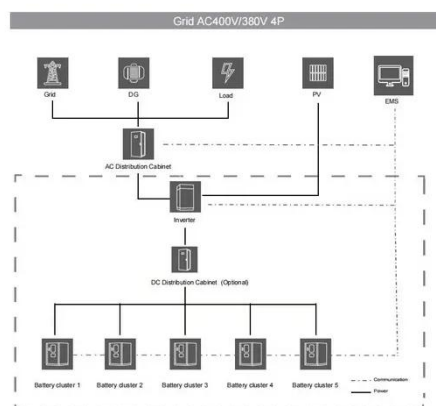 Grid AC400V/380V 4P
Grid
DG
Load
PV
EMS
AC Distribution Cabinet
Inverter
DC Distribution Cabinet (Optional)
Battery cluster 1
Battery cluster 2
Battery cluster 3
Battery cluster 4
Battery cluster 5
Communication
Power